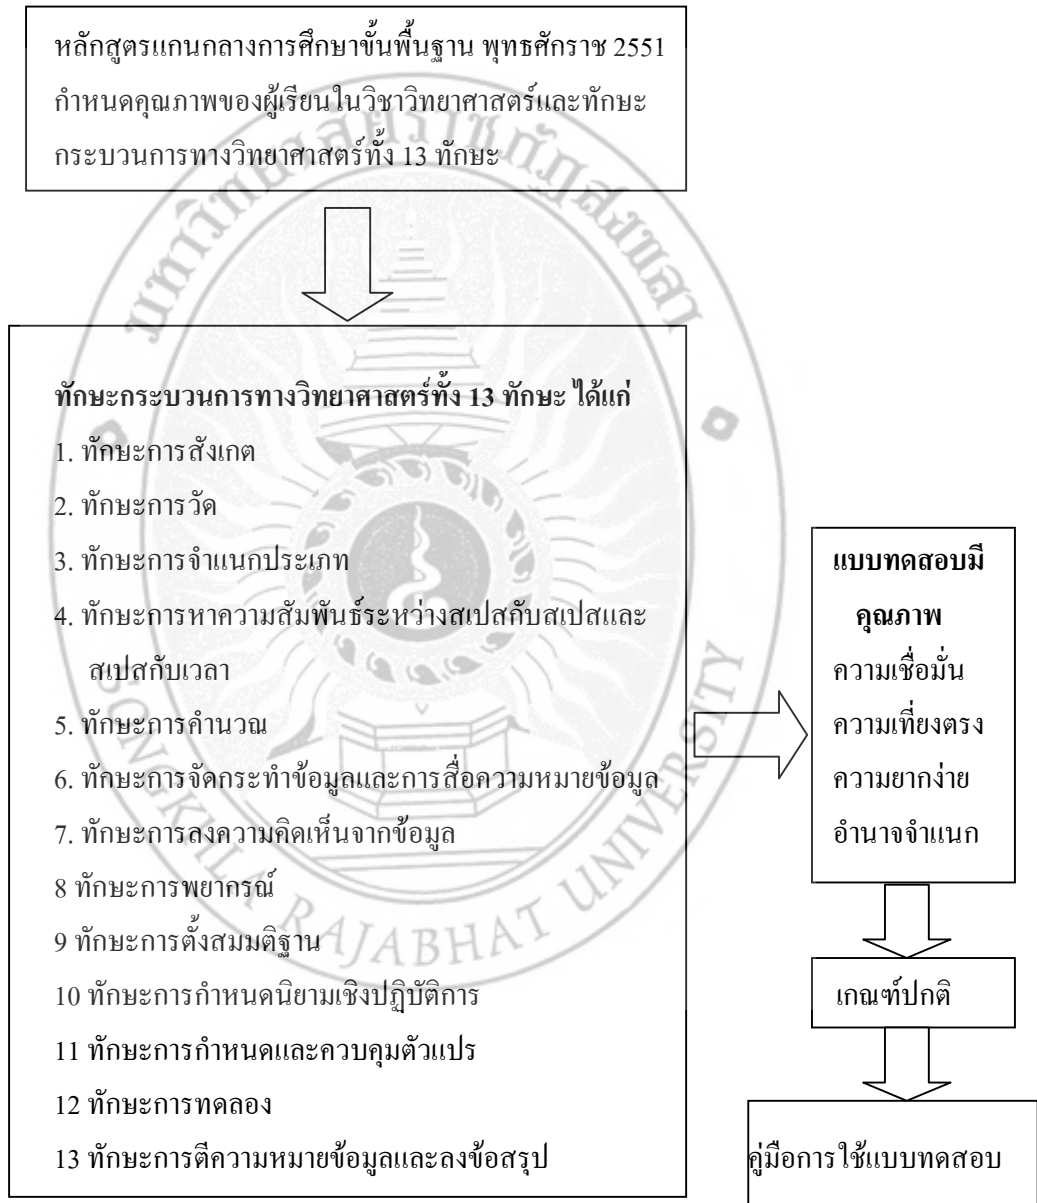 หลักสูตรแกนกลางการศึกษาขั้นพื้นฐาน พุทธศักราช 2551
กำหนดคุณภาพของผู้เรียนในวิชาวิทยาศาสตร์และทักษะ
กระบวนการทางวิทยาศาสตร์ทั้ง 13 ทักษะ
มหาวิทยาลัยราชภัฏสงขลา
ทักษะกระบวนการทางวิทยาศาสตร์ทั้ง 13 ทักษะ ได้แก่
1. ทักษะการสังเกต
2. ทักษะการวัด
3. ทักษะการจำแนกประเภท
4. ทักษะการหาความสัมพันธ์ระหว่างสเปสกับสเปสและ
สเปสกับเวลา
5. ทักษะการคำนวณ
6. ทักษะการจัดกระทำข้อมูลและการสื่อความหมายข้อมูล
7. ทักษะการลงความคิดเห็นจากข้อมูล
8 ทักษะการพยากรณ์
9 ทักษะการตั้งสมมติฐาน
10 ทักษะการกำหนดนิยามเชิงปฏิบัติการ
11 ทักษะการกำหนดและควบคุมตัวแปร
12 ทักษะการทดลอง
13 ทักษะการตีความหมายข้อมูลและลงข้อสรุป
SONGKHLA RAJABHAT UNIVERSITY
แบบทดสอบมี
คุณภาพ
ความเชื่อมั่น
ความเที่ยงตรง
ความยากง่าย
อำนาจจำแนก
เกณฑ์ปกติ
คู่มือการใช้แบบทดสอบ